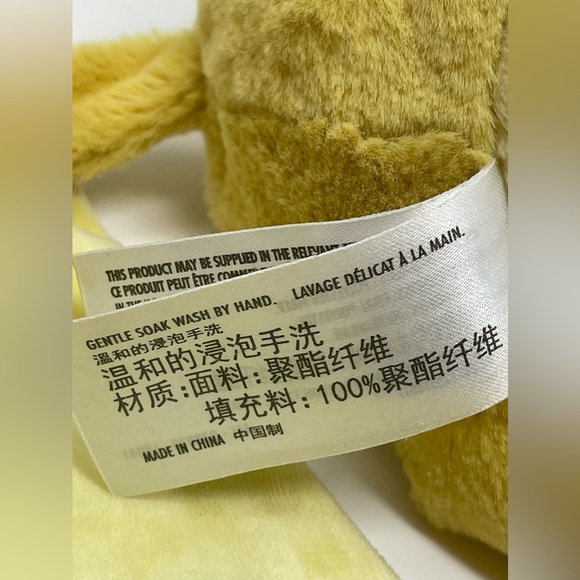 THIS PRODUCT MAY BE SUPPLIED IN THE RELEVANT
CE PRODUIT PEUT ÊTRE
IN THE
GENTLE SOAK WASH BY HAND. LAVAGE DÉLICAT À LA MAIN.
温和的浸泡手洗
温和的浸泡手洗
材质:面料:聚酯纤维
填充料:100%聚酯纤维
MADE IN CHINA 中国制